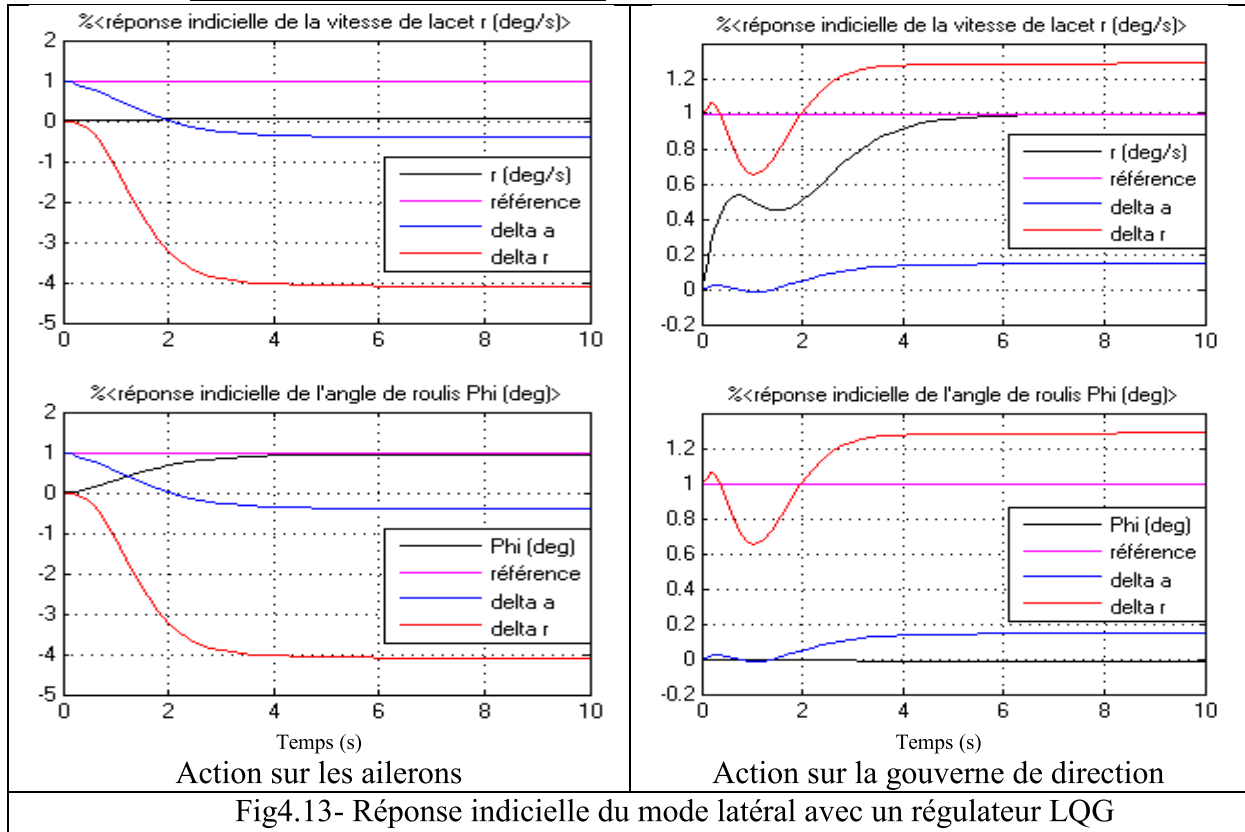 %<réponse indicielle de la vitesse de lacet r (deg/s)>
2
1
0
-1
-2
-3
-4
-5
0
2
4
6
8
10
r (deg/s)
référence
delta a
delta r
%<réponse indicielle de l'angle de roulis Phi (deg)>
2
1
0
-1
-2
-3
-4
-5
0
2
4
6
8
10
Phi (deg)
référence
delta a
delta r
Temps (s)
Action sur les ailerons
%<réponse indicielle de la vitesse de lacet r (deg/s)>
1.2
1
0.8
0.6
0.4
0.2
0
-0.2
0
2
4
6
8
10
r (deg/s)
référence
delta a
delta r
%<réponse indicielle de l'angle de roulis Phi (deg)>
1.2
1
0.8
0.6
0.4
0.2
0
-0.2
0
2
4
6
8
10
Phi (deg)
référence
delta a
delta r
Temps (s)
Action sur la gouverne de direction
Fig4.13- Réponse indicielle du mode latéral avec un régulateur LQG